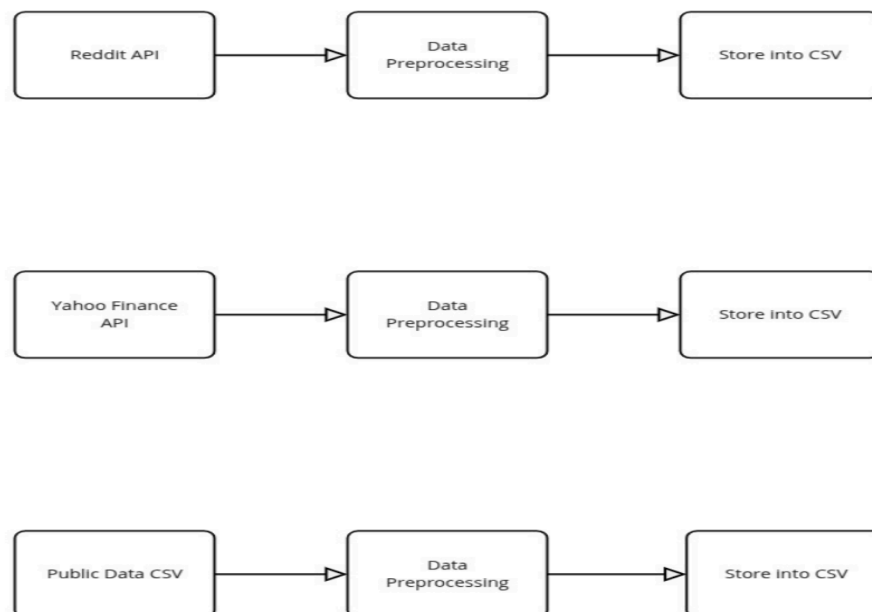 Reddit API
Data
Preprocessing
Store into CSV
Yahoo Finance
API
Data
Preprocessing
Store into CSV
Public Data CSV
Data
Preprocessing
Store into CSV